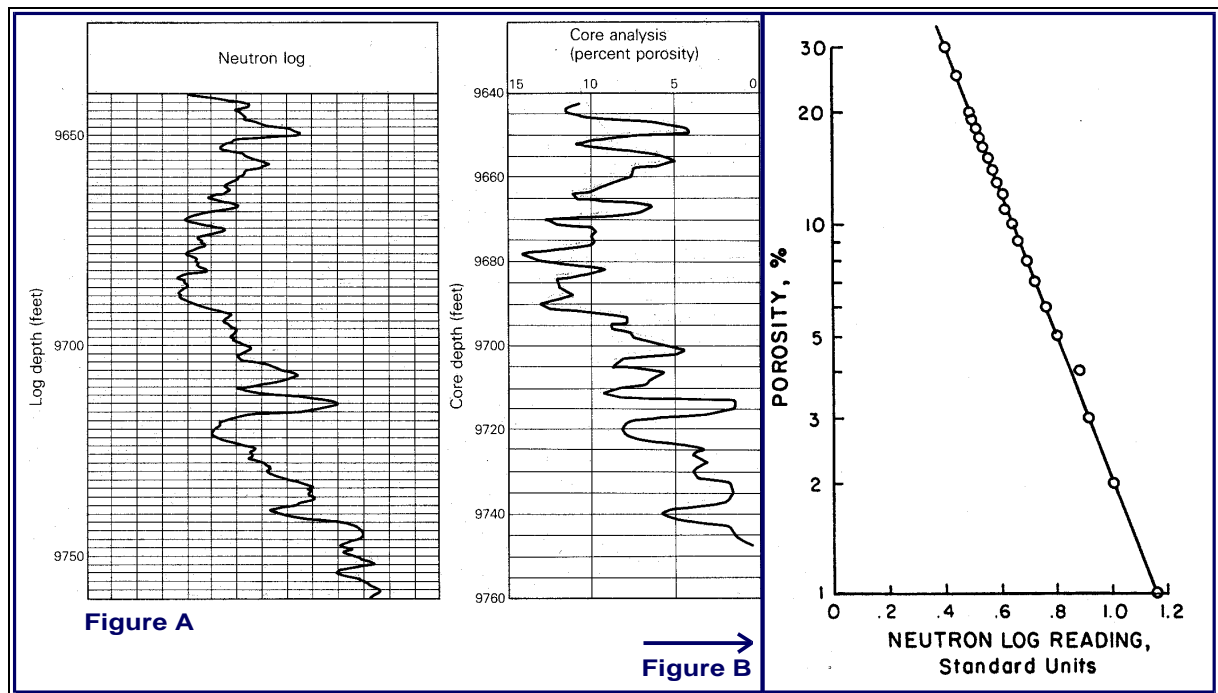 Neutron log
Log depth (feet)
9650
9700
9750
Figure A
Core analysis
(percent porosity)
15 10 5 0
Core depth (feet)
9640
9660
9680
9700
9720
9740
9760
Figure B
POROSITY, %
30
20
10
5
3
2
1
0 .2 .4 .6 .8 1.0 1.2
NEUTRON LOG READING,
Standard Units